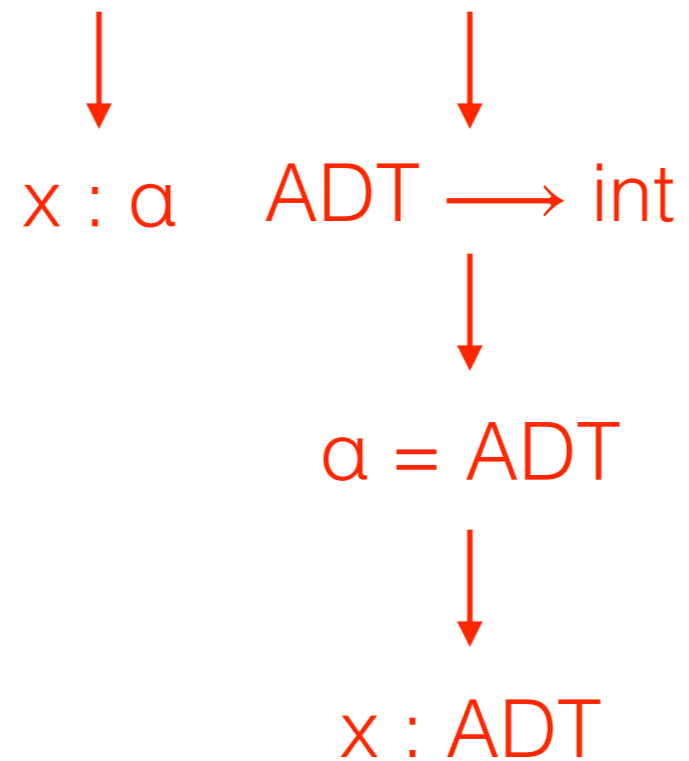 x : α ADT ⟶ int
α = ADT
x : ADT